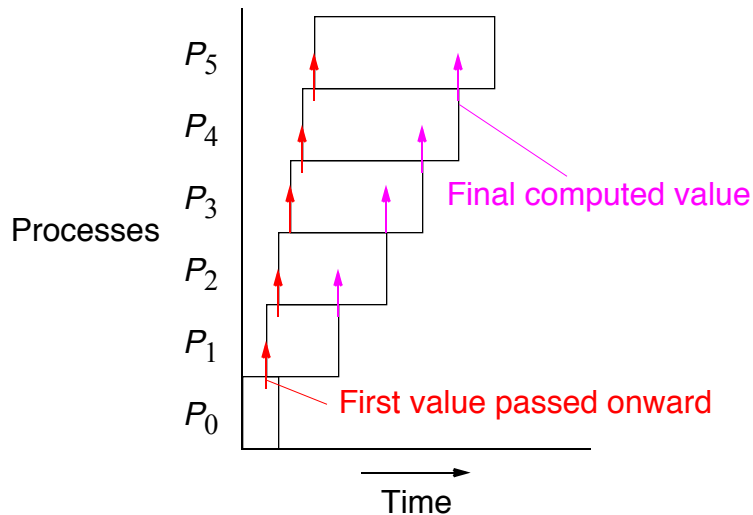 P5
P4
Final computed value
P3
Processes
P2
P1
First value passed onward
P0
Time